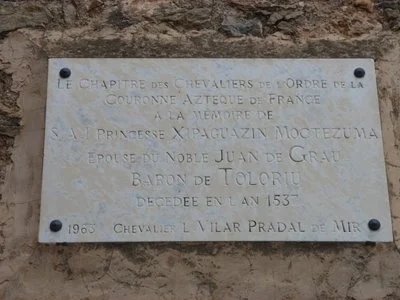 LE CHAPITRE DES CHEVALIERS DE L'ORDRE DE LA
COURONNE AZTEQUE DE FRANCE
A LA MEMOIRE DE
S.A.I. PRINCESSE XIPAGUAZIN MOCTEZUMA
EPOUSE DU NOBLE JUAN DE GRAU
BARON DE TOLORIU
DECEDEE EN L'AN 1537
1963 CHEVALIER L. VILAR PRADAL DE MIR